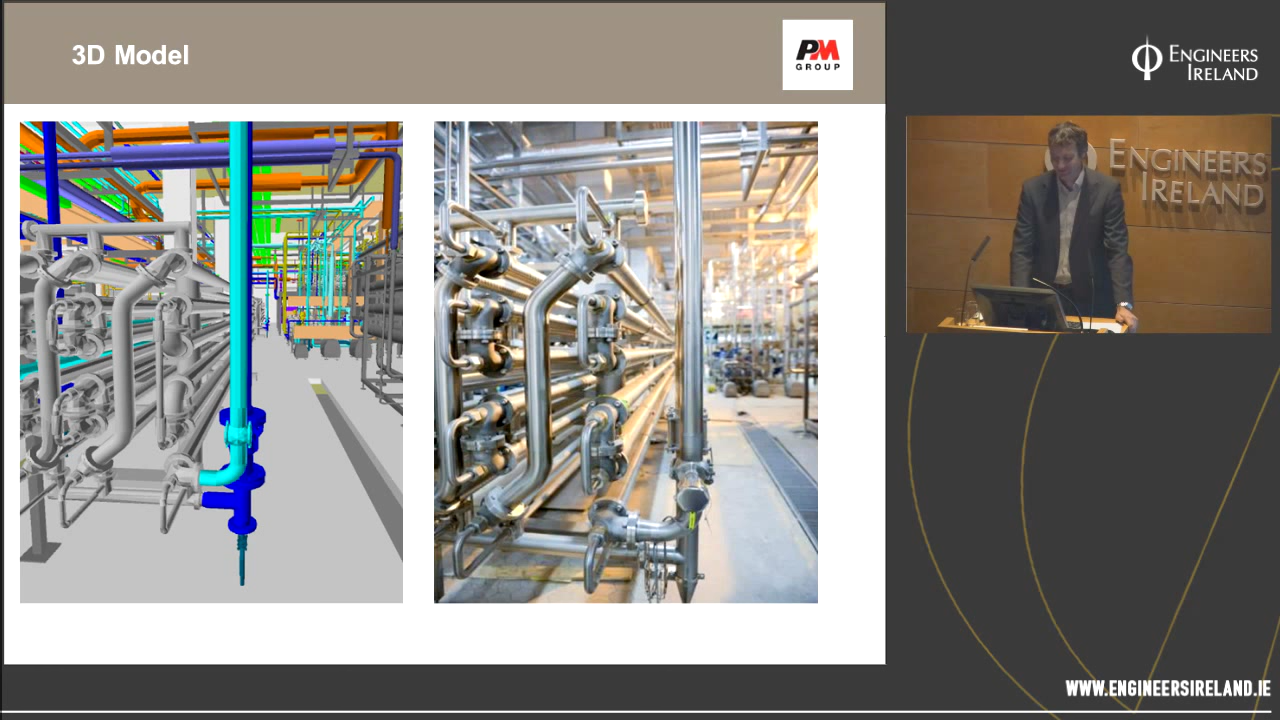 3D Model
PM
GROUP
ENGINEERS
IRELAND
ENGINEERS
IRELAND
WWW.ENGINEERSIRELAND.IE